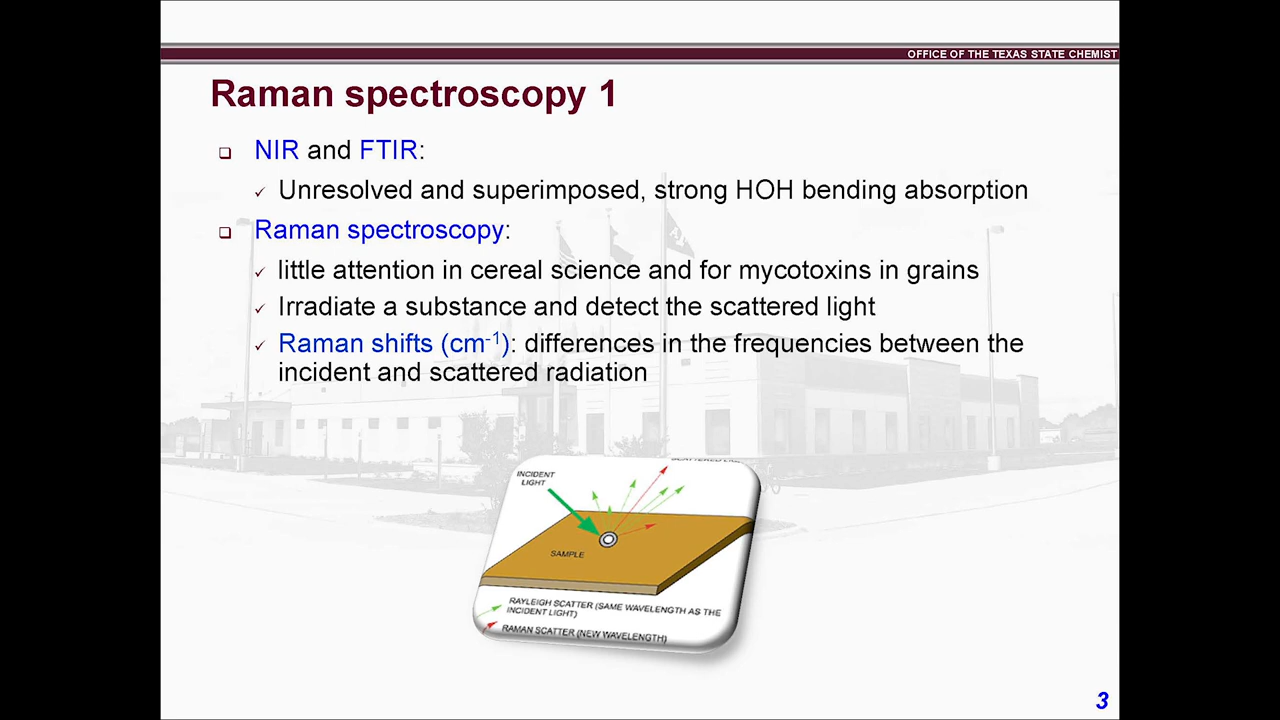 OFFICE OF THE TEXAS STATE CHEMIST
Raman spectroscopy 1
NIR and FTIR:
Unresolved and superimposed, strong HOH bending absorption
Raman spectroscopy:
little attention in cereal science and for mycotoxins in grains
Irradiate a substance and detect the scattered light
Raman shifts (cm-1): differences in the frequencies between the
incident and scattered radiation
INCIDENT
LIGHT
SAMPLE
RAYLEIGH SCATTER (SAME WAVELENGTH AS THE
INCIDENT LIGHT)
RAMAN SCATTER (NEW WAVELENGTH)
3